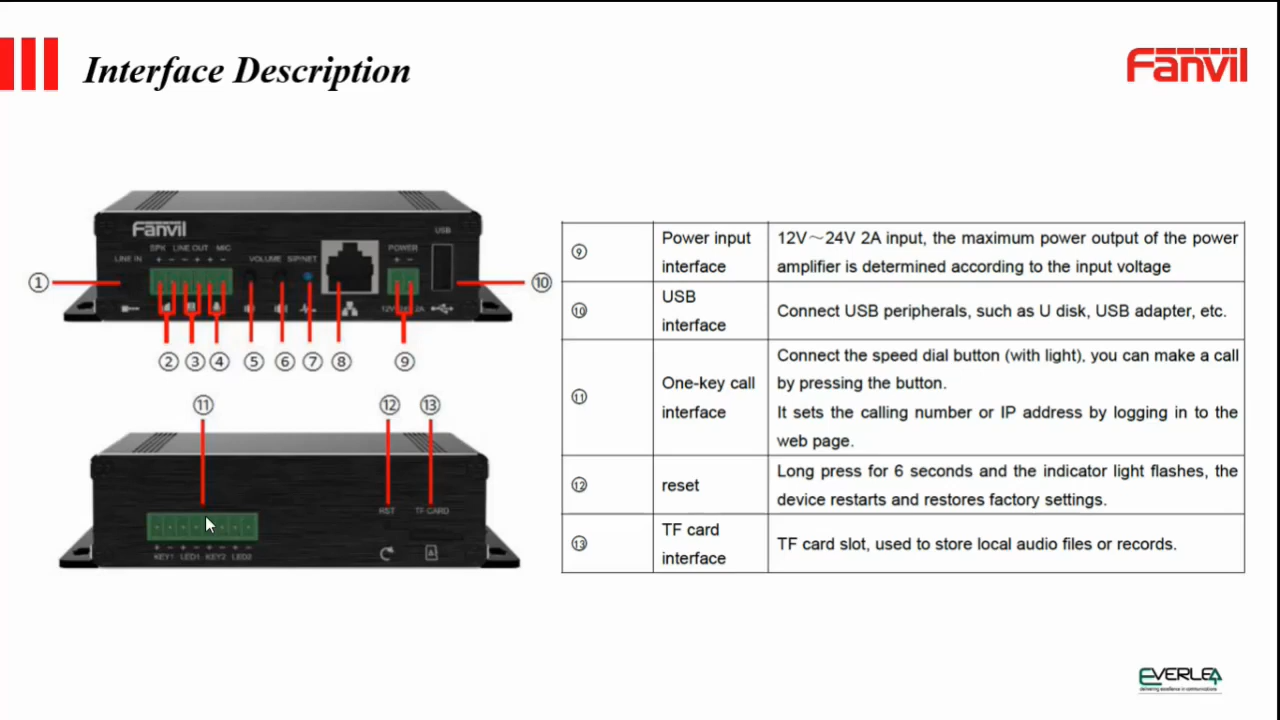 Interface Description
Fanvil
Fanvil
USB
SPK LINE OUT MIC
POWER
LINE IN
+ − − + + −
VOLUME SIP/NET
+ −
①
⑩
② ③ ④ ⑤ ⑥ ⑦ ⑧ ⑨
⑪ ⑫ ⑬
RST TF CARD
+ − + − + − + −
KEY1 LED1 KEY2 LED2
⑨ Power input interface
12V～24V 2A input, the maximum power output of the power
amplifier is determined according to the input voltage
⑩ USB interface
Connect USB peripherals, such as U disk, USB adapter, etc.
⑪ One-key call interface
Connect the speed dial button (with light), you can make a call
by pressing the button.
It sets the calling number or IP address by logging in to the
web page.
⑫ reset
Long press for 6 seconds and the indicator light flashes, the
device restarts and restores factory settings.
⑬ TF card interface
TF card slot, used to store local audio files or records.
EVERLEA
delivering excellence in communications